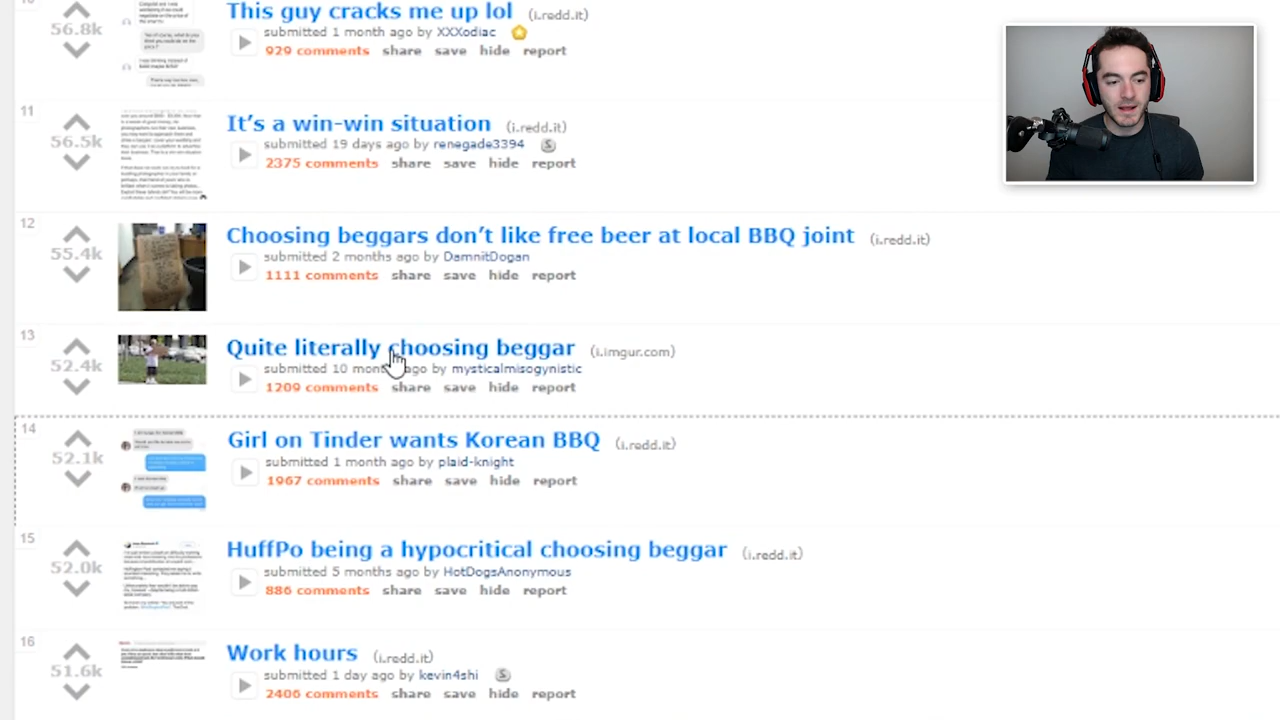 This guy cracks me up lol (i.redd.it)
56.8k
submitted 1 month ago by XXXodiac
929 comments share save hide report
11
It’s a win-win situation (i.redd.it)
56.5k
submitted 19 days ago by renegade3394 S
2375 comments share save hide report
12
Choosing beggars don’t like free beer at local BBQ joint (i.redd.it)
55.4k
submitted 2 months ago by DamnitDogan
1111 comments share save hide report
13
Quite literally choosing beggar (i.imgur.com)
52.4k
submitted 10 month ago by mysticalmisogynistic
1209 comments share save hide report
14
Girl on Tinder wants Korean BBQ (i.redd.it)
52.1k
submitted 1 month ago by plaid-knight
1967 comments share save hide report
15
HuffPo being a hypocritical choosing beggar (i.redd.it)
52.0k
submitted 5 months ago by HotDogsAnonymous
886 comments share save hide report
16
Work hours (i.redd.it)
51.6k
submitted 1 day ago by kevin4shi S
2406 comments share save hide report